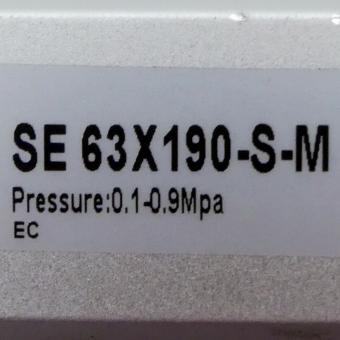 SE 63X190-S-M
Pressure:0.1-0.9Mpa
EC